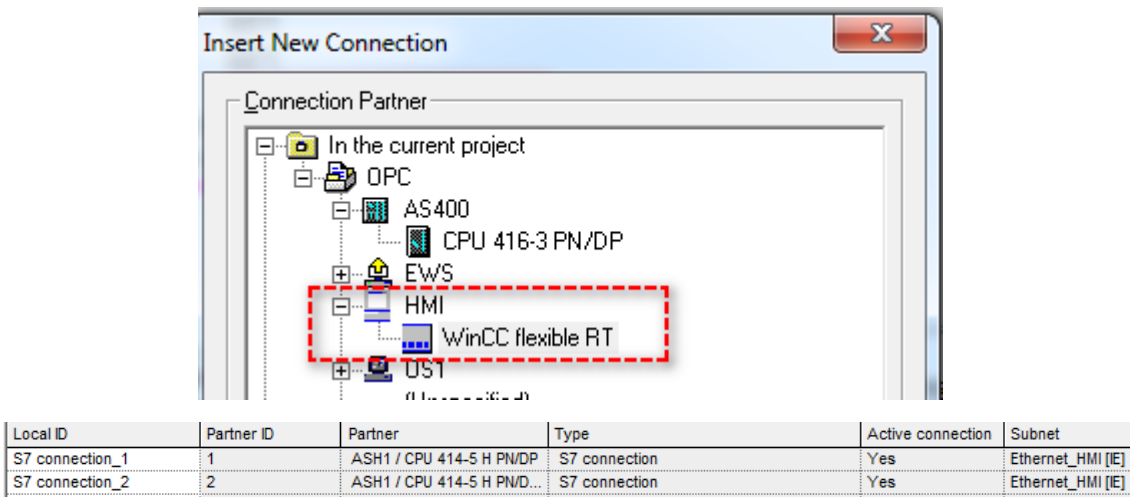 Insert New Connection
Connection Partner
In the current project
OPC
AS400
CPU 416-3 PN/DP
EWS
HMI
WinCC flexible RT
OS1
Local ID Partner ID Partner Type Active connection Subnet
S7 connection_1 1 ASH1 / CPU 414-5 H PN/DP S7 connection Yes Ethernet_HMI [IE]
S7 connection_2 2 ASH1 / CPU 414-5 H PN/D... S7 connection Yes Ethernet_HMI [IE]